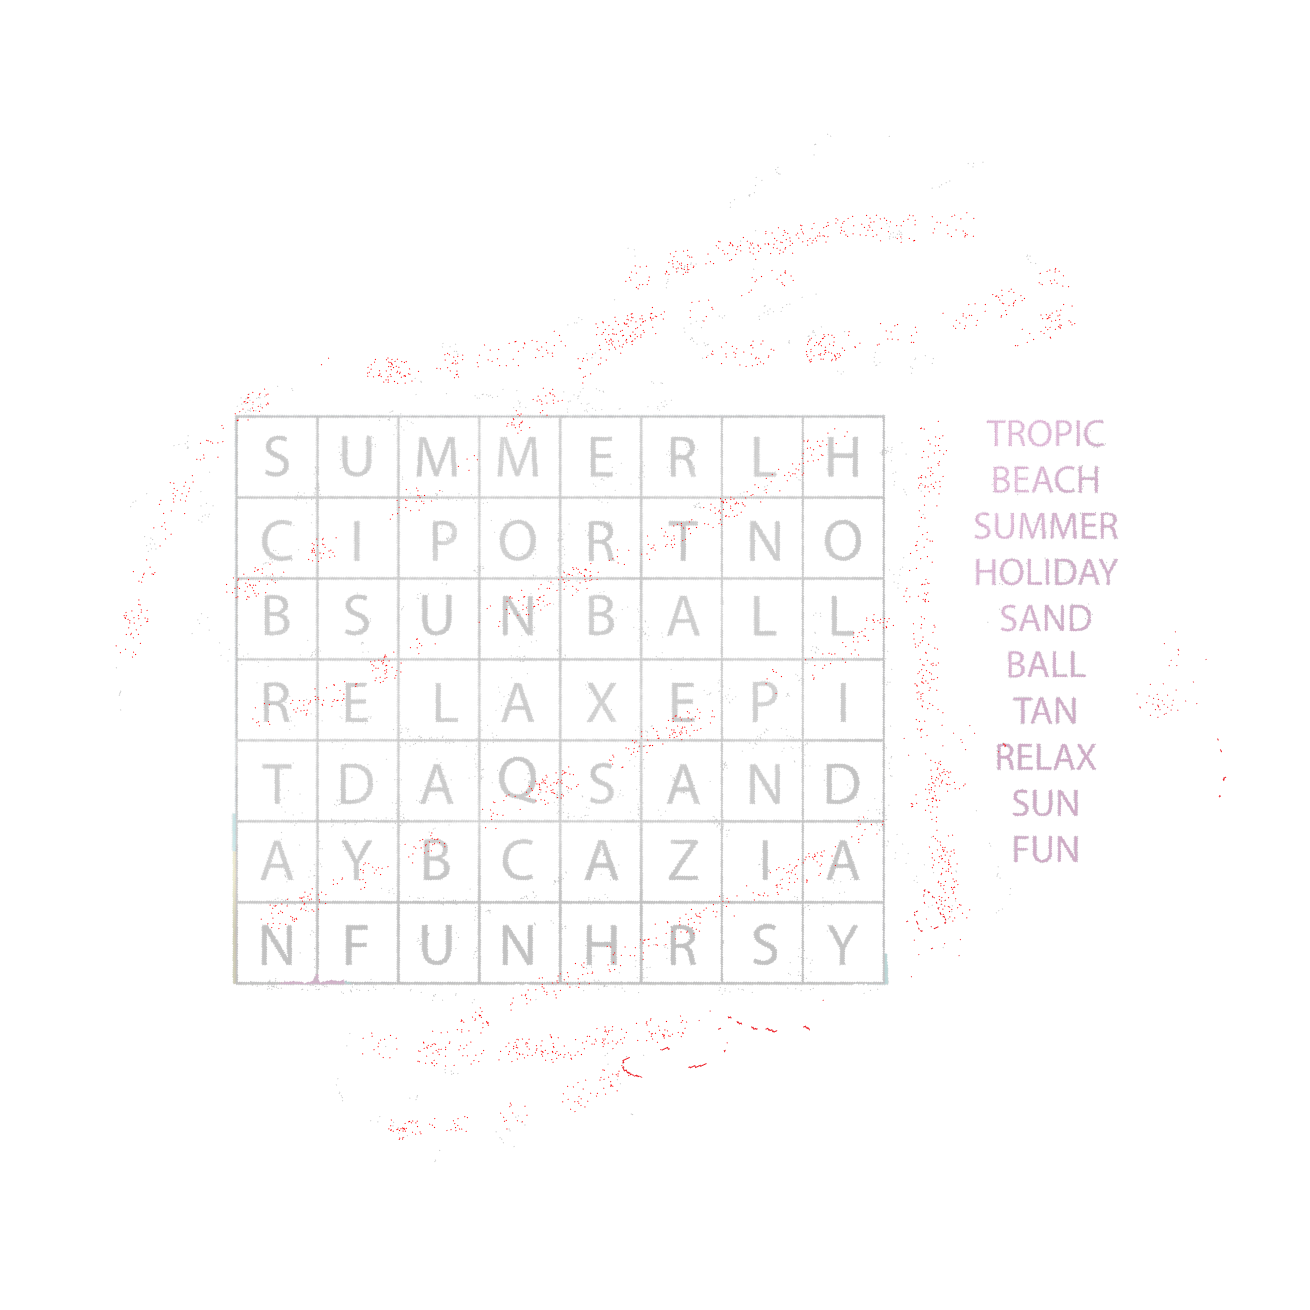 S U M M E R L H
C I P O R T N O
B S U N B A L L
R E L A X E P I
T D A Q S A N D
A Y B C A Z I A
N F U N H R S Y
TROPIC
BEACH
SUMMER
HOLIDAY
SAND
BALL
TAN
RELAX
SUN
FUN